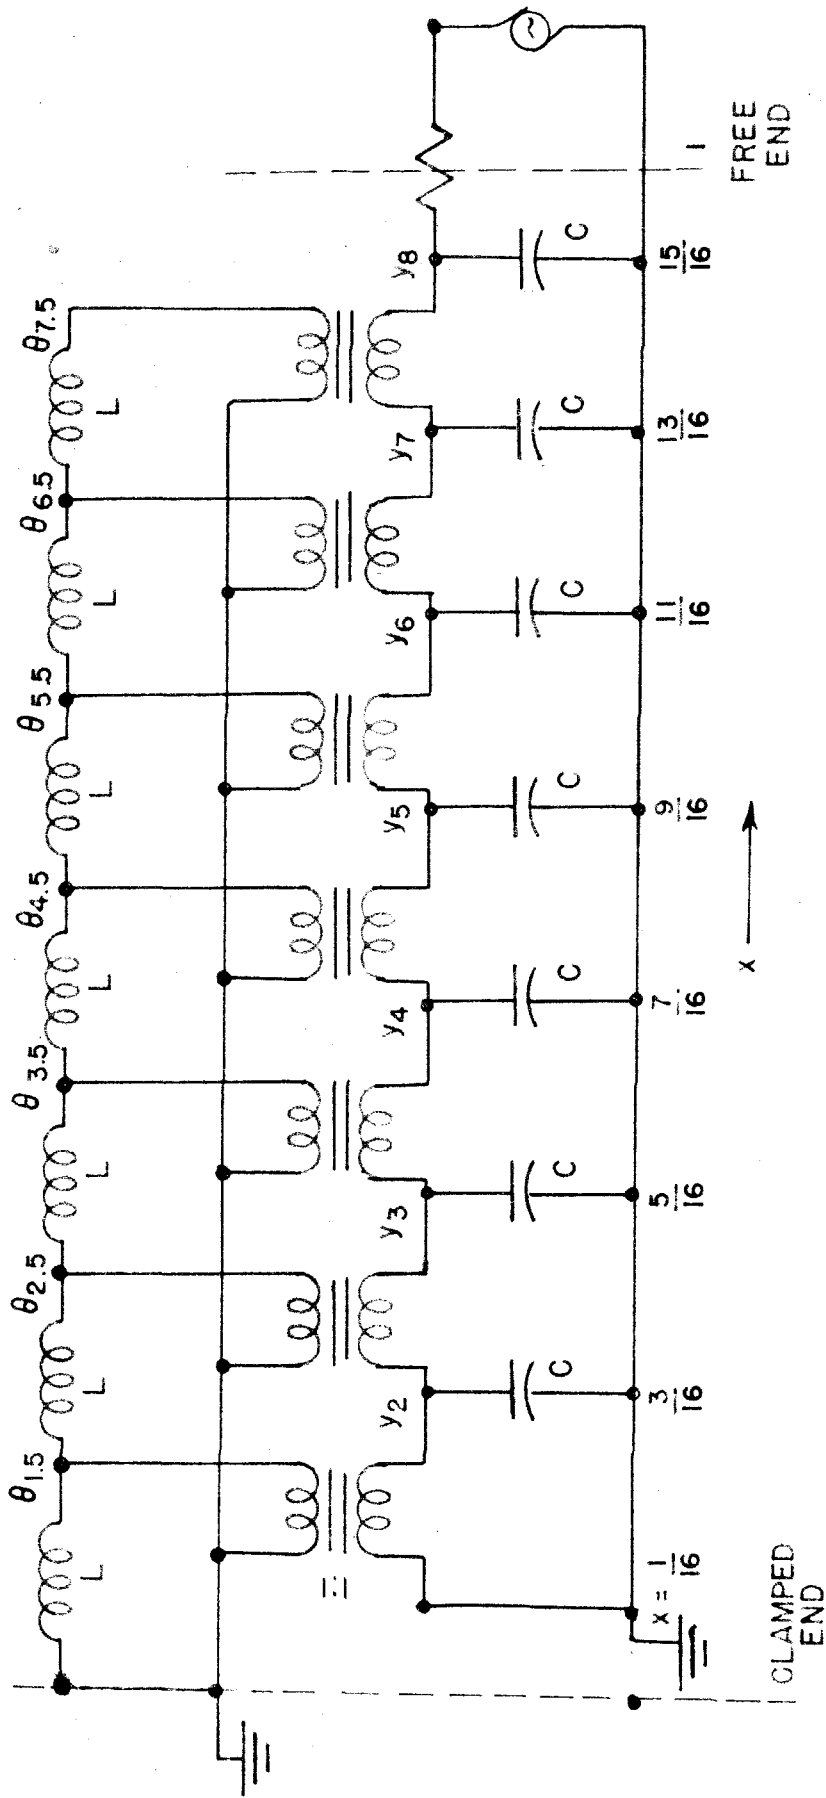 θ1.5 θ2.5 θ3.5 θ4.5 θ5.5 θ6.5 θ7.5
L L L L L L L
1:1
y2 y3 y4 y5 y6 y7 y8
C C C C C C C
x = 1/16 3/16 5/16 7/16 9/16 11/16 13/16 15/16 1
CLAMPED
END
x
FREE
END